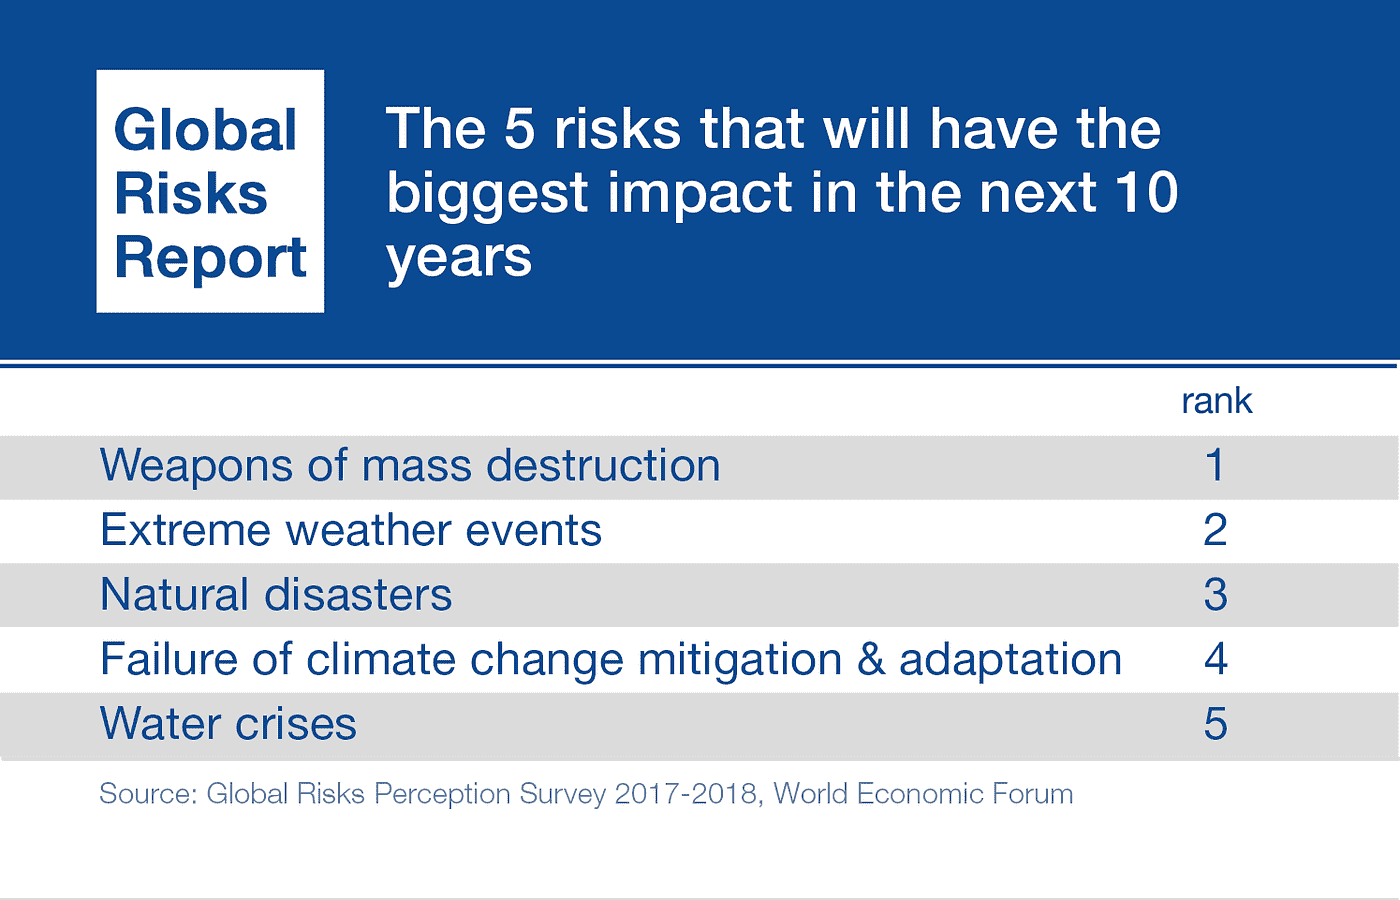 Global
Risks
Report
The 5 risks that will have the
biggest impact in the next 10
years
rank
Weapons of mass destruction 1
Extreme weather events 2
Natural disasters 3
Failure of climate change mitigation & adaptation 4
Water crises 5
Source: Global Risks Perception Survey 2017-2018, World Economic Forum